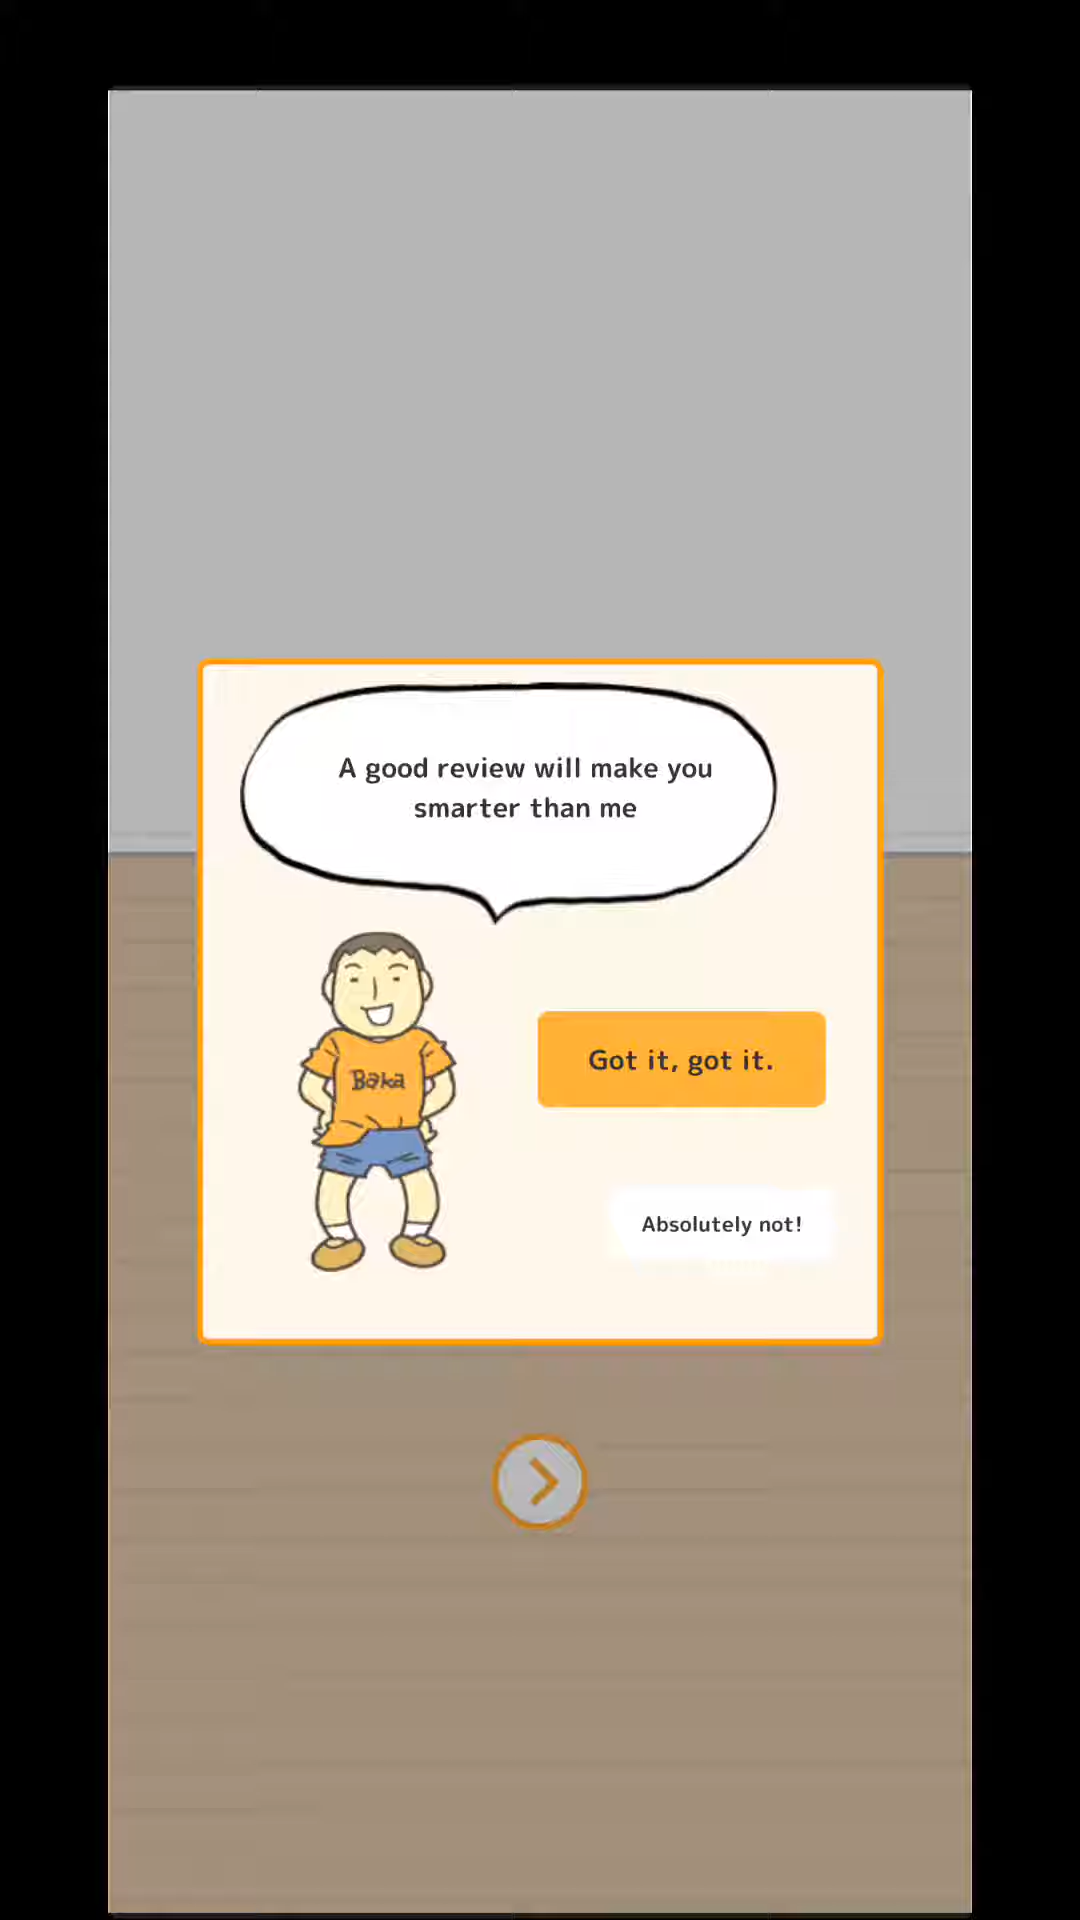 A good review will make you
smarter than me
Baka
Got it, got it.
Absolutely not!